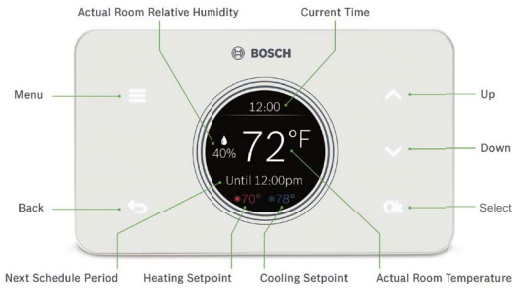 Actual Room Relative Humidity
Current Time
BOSCH
Menu
12:00
Up
72°F
40%
Down
Until 12:00pm
Back
70° 78°
Ok
Select
Next Schedule Period
Heating Setpoint
Cooling Setpoint
Actual Room Temperature